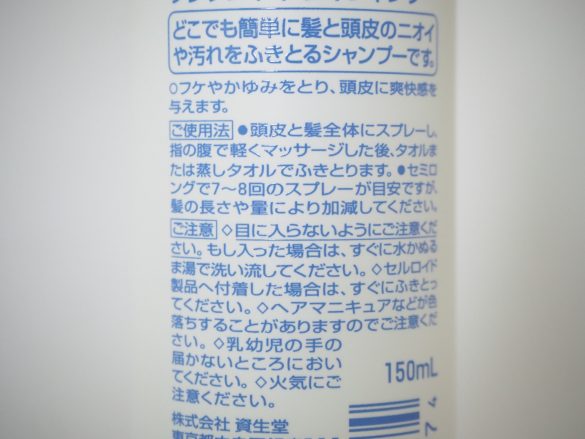 どこでも簡単に髪と頭皮のニオイ
や汚れをふきとるシャンプーです。
○フケやかゆみをとり、頭皮に爽快感を
与えます。
ご使用法 ●頭皮と髪全体にスプレーし、
指の腹で軽くマッサージした後、タオルま
たは蒸しタオルでふきとります。●セミロ
ングで7～8回のスプレーが目安ですが、
髪の長さや量により加減してください。
ご注意 ◇目に入らないようにご注意くだ
さい。もし入った場合は、すぐに水かぬる
ま湯で洗い流してください。◇セルロイド
製品へ付着した場合は、すぐにふきとっ
てください。◇ヘアマニキュアなどが色
落ちすることがありますのでご注意くだ
さい。◇乳幼児の手の
届かないところにおい
てください。◇火気にご
注意ください。
150mL
株式会社 資生堂